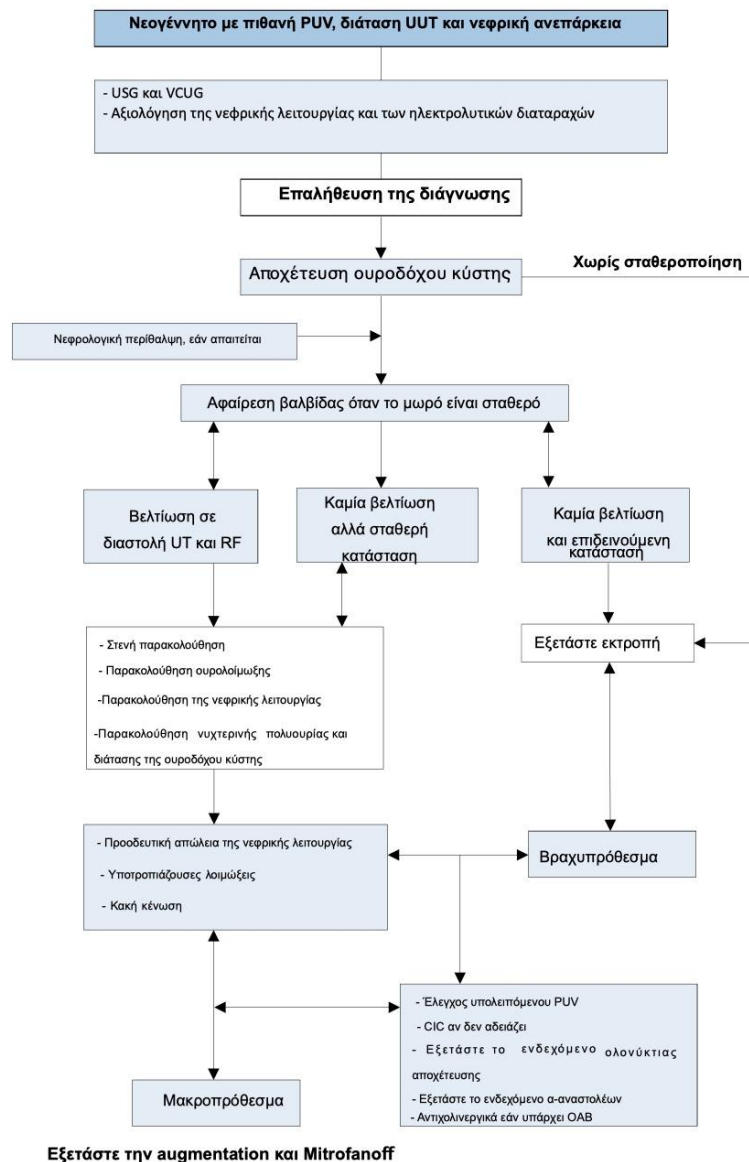 Νεογέννητο με πιθανή PUV, διάταση UUT και νεφρική ανεπάρκεια
- USG και VCUG
- Αξιολόγηση της νεφρικής λειτουργίας και των ηλεκτρολυτικών διαταραχών
Επαλήθευση της διάγνωσης
Χωρίς σταθεροποίηση
Αποχέτευση ουροδόχου κύστης
Νεφρολογική περίθαλψη, εάν απαιτείται
Αφαίρεση βαλβίδας όταν το μωρό είναι σταθερό
Βελτίωση σε
διαστολή UT και RF
Καμία βελτίωση
αλλά σταθερή
κατάσταση
Καμία βελτίωση
και επιδεινούμενη
κατάσταση
- Στενή παρακολούθηση
- Παρακολούθηση ουρολοίμωξης
-Παρακολούθηση της νεφρικής λειτουργίας
-Παρακολούθηση νυχτερινής πολυουρίας και
διάτασης της ουροδόχου κύστης
Εξετάστε εκτροπή
- Προοδευτική απώλεια της νεφρικής λειτουργίας
- Υποτροπιάζουσες λοιμώξεις
- Κακή κένωση
Βραχυπρόθεσμα
- Έλεγχος υπολειπόμενου PUV
- CIC αν δεν αδειάζει
- Εξετάστε το ενδεχόμενο ολονύκτιας
αποχέτευσης
- Εξετάστε το ενδεχόμενο α-αναστολέων
- Αντιχολινεργικά εάν υπάρχει OAB
Μακροπρόθεσμα
Εξετάστε την augmentation και Mitrofanoff